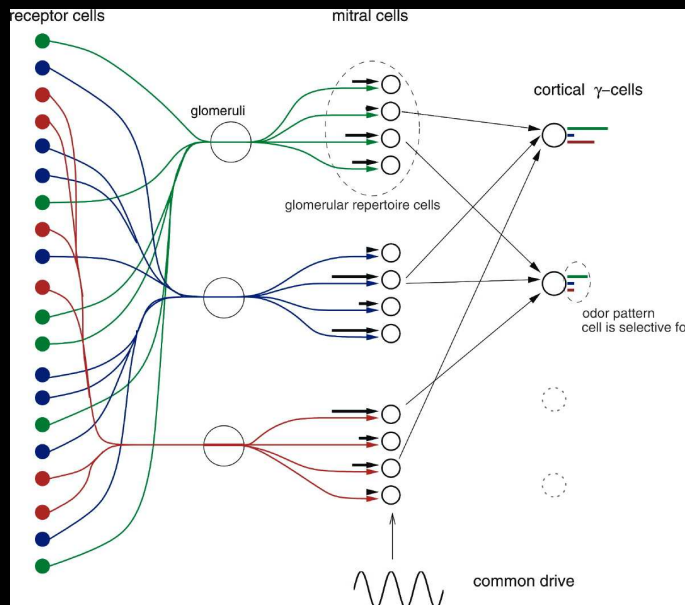 receptor cells
mitral cells
glomeruli
cortical γ–cells
glomerular repertoire cells
odor pattern
cell is selective fo
common drive